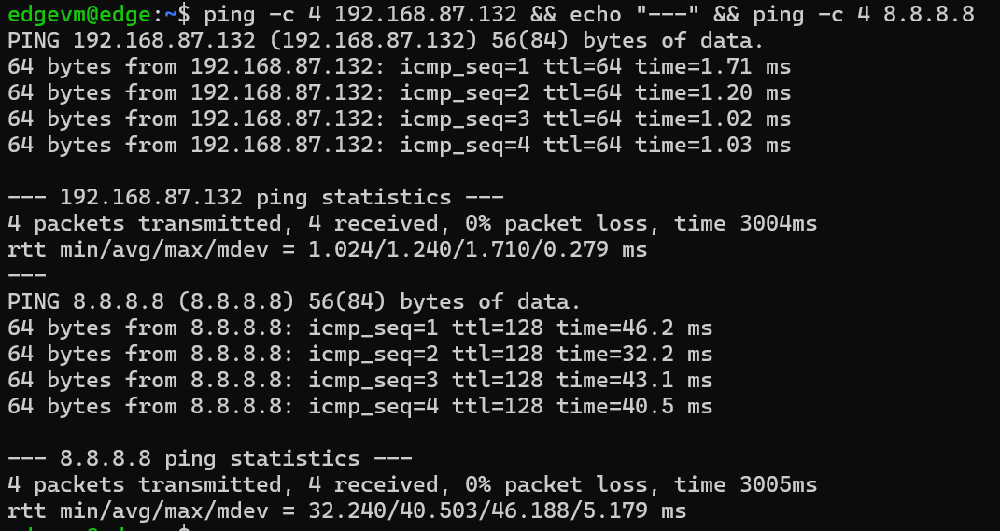 edgevm@edge:~$ ping -c 4 192.168.87.132 && echo "---" && ping -c 4 8.8.8.8
PING 192.168.87.132 (192.168.87.132) 56(84) bytes of data.
64 bytes from 192.168.87.132: icmp_seq=1 ttl=64 time=1.71 ms
64 bytes from 192.168.87.132: icmp_seq=2 ttl=64 time=1.20 ms
64 bytes from 192.168.87.132: icmp_seq=3 ttl=64 time=1.02 ms
64 bytes from 192.168.87.132: icmp_seq=4 ttl=64 time=1.03 ms

--- 192.168.87.132 ping statistics ---
4 packets transmitted, 4 received, 0% packet loss, time 3004ms
rtt min/avg/max/mdev = 1.024/1.240/1.710/0.279 ms
---
PING 8.8.8.8 (8.8.8.8) 56(84) bytes of data.
64 bytes from 8.8.8.8: icmp_seq=1 ttl=128 time=46.2 ms
64 bytes from 8.8.8.8: icmp_seq=2 ttl=128 time=32.2 ms
64 bytes from 8.8.8.8: icmp_seq=3 ttl=128 time=43.1 ms
64 bytes from 8.8.8.8: icmp_seq=4 ttl=128 time=40.5 ms

--- 8.8.8.8 ping statistics ---
4 packets transmitted, 4 received, 0% packet loss, time 3005ms
rtt min/avg/max/mdev = 32.240/40.503/46.188/5.179 ms